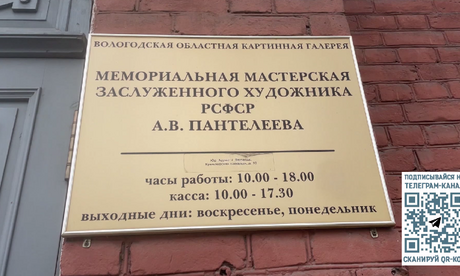 ВОЛОГОДСКАЯ ОБЛАСТНАЯ КАРТИННАЯ ГАЛЕРЕЯ
МЕМОРИАЛЬНАЯ МАСТЕРСКАЯ
ЗАСЛУЖЕННОГО ХУДОЖНИКА
РСФСР
А.В. ПАНТЕЛЕЕВА
часы работы: 10.00 - 18.00
касса: 10.00 - 17.30
выходные дни: воскресенье, понедельник
ПОДПИСЫВАЙСЯ Н
ТЕЛЕГРАМ-КАНА
СКАНИРУЙ QR-КО